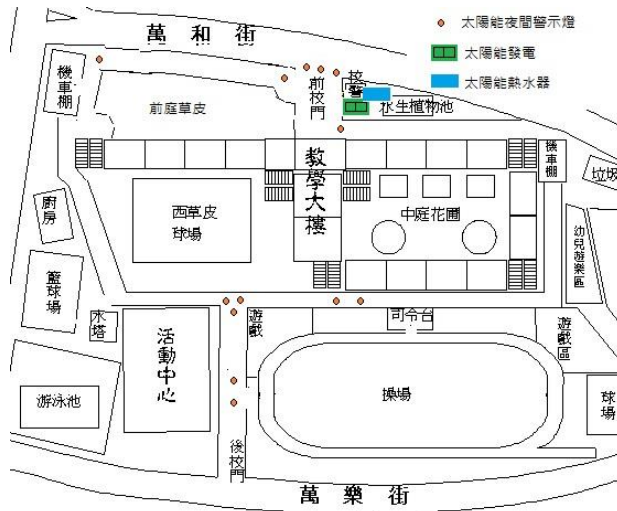 萬和街
太陽能夜間警示燈
太陽能發電
太陽能熱水器
機車棚
前庭草皮
前校門
校警
水生植物池
教學大樓
機車棚
垃圾
廚房
西草皮
球場
中庭花圃
幼兒遊樂區
籃球場
水塔
活動中心
遊戲
司令台
遊戲區
游泳池
操場
球場
後校門
萬樂街